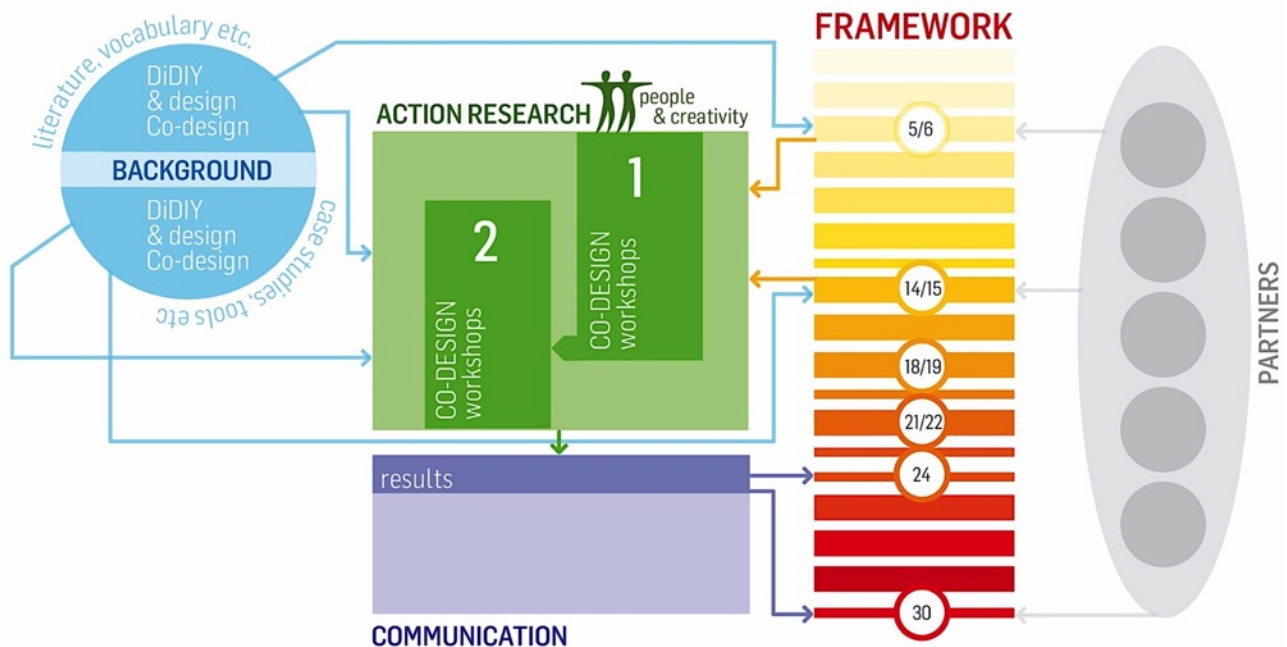 literature, vocabulary etc.
DiDIY
& design
Co-design
BACKGROUND
DiDIY
& design
Co-design
case studies, tools etc
ACTION RESEARCH
people
& creativity
1
CO-DESIGN
workshops
2
CO-DESIGN
workshops
results
COMMUNICATION
FRAMEWORK
5/6
14/15
18/19
21/22
24
30
PARTNERS